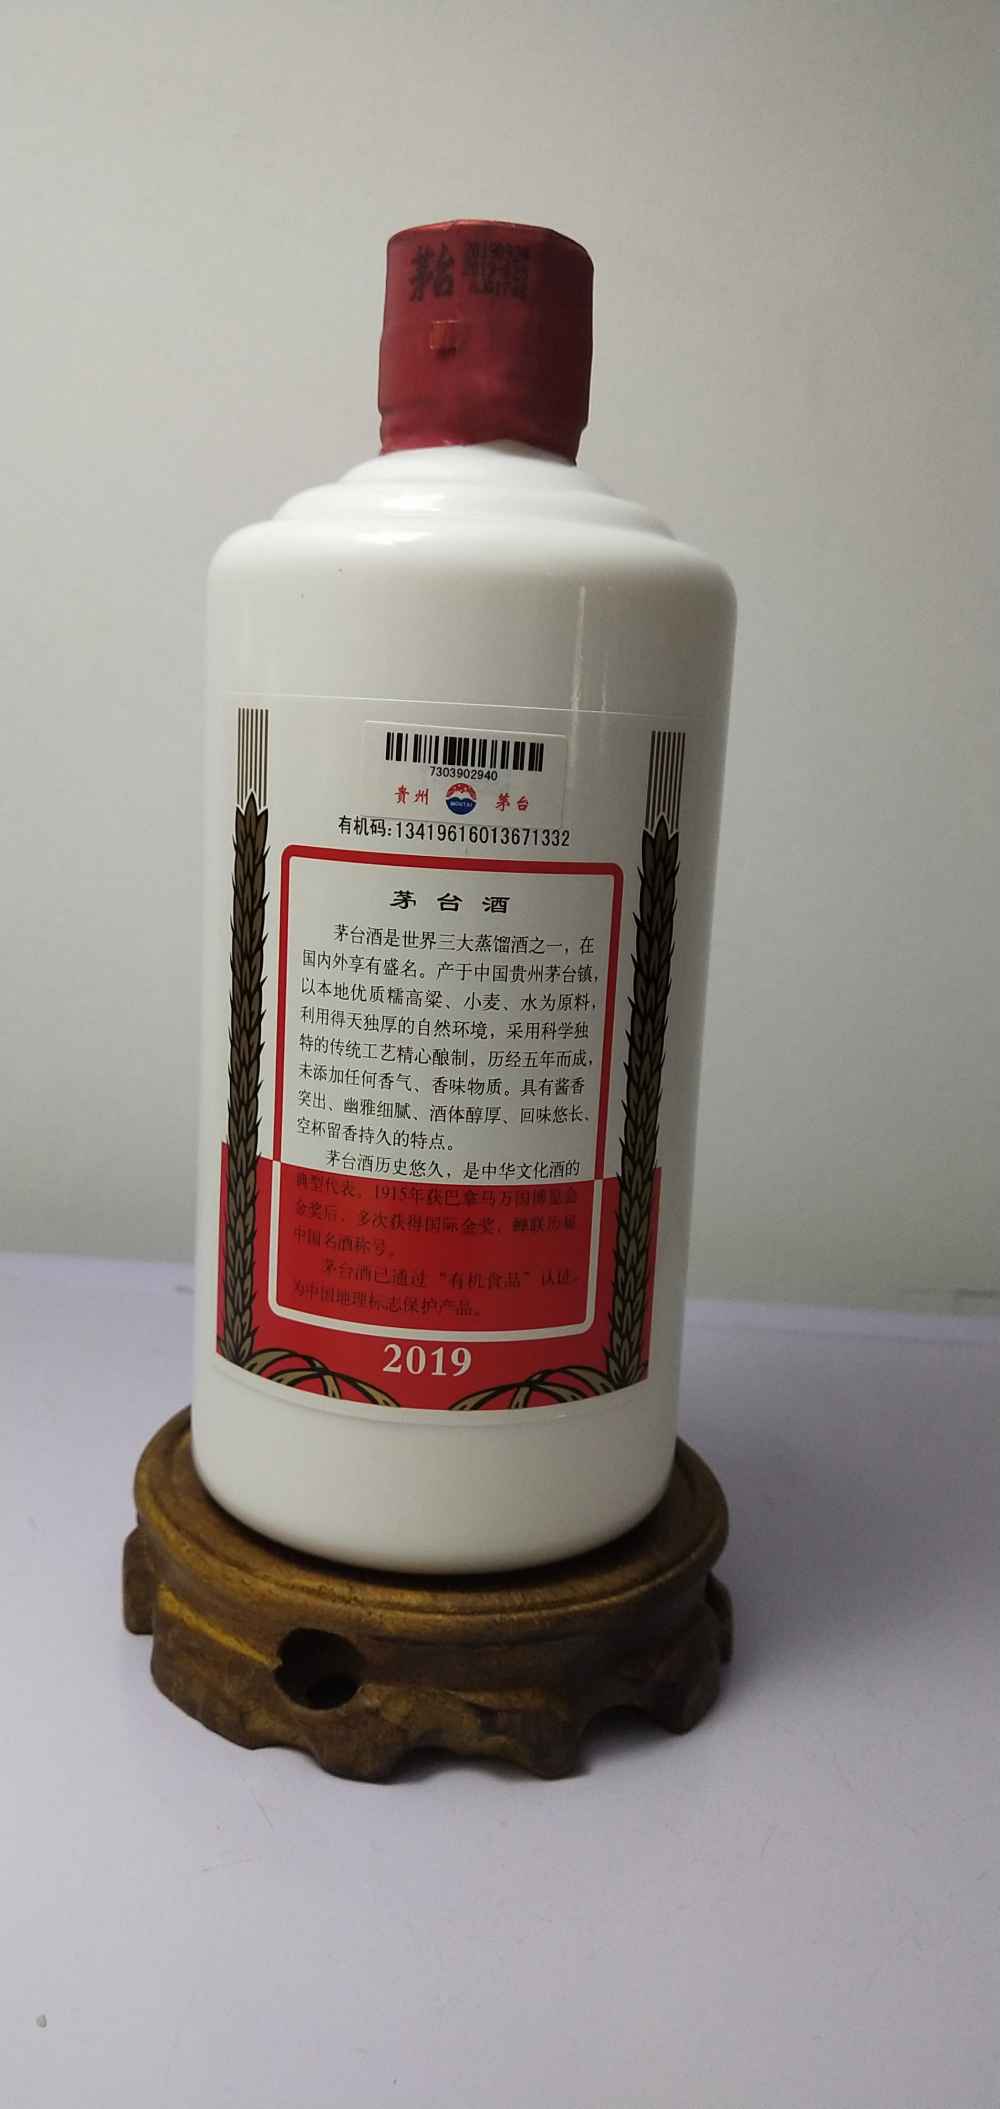 茅台
7303902940
貴州 MOUTAI 茅台
有机码:13419616013671332
茅台酒
茅台酒是世界三大蒸馏酒之一，在
国内外享有盛名。产于中国贵州茅台镇，
以本地优质糯高粱、小麦、水为原料，
利用得天独厚的自然环境，采用科学独
特的传统工艺精心酿制，历经五年而成，
未添加任何香气、香味物质。具有酱香
突出、幽雅细腻、酒体醇厚、回味悠长、
空杯留香持久的特点。
茅台酒历史悠久，是中华文化酒的
典型代表。1915年获巴拿马万国博览会
金奖后，多次获得国际金奖，蝉联历届
中国名酒称号。
茅台酒已通过“有机食品”认证，
为中国地理标志保护产品。
2019